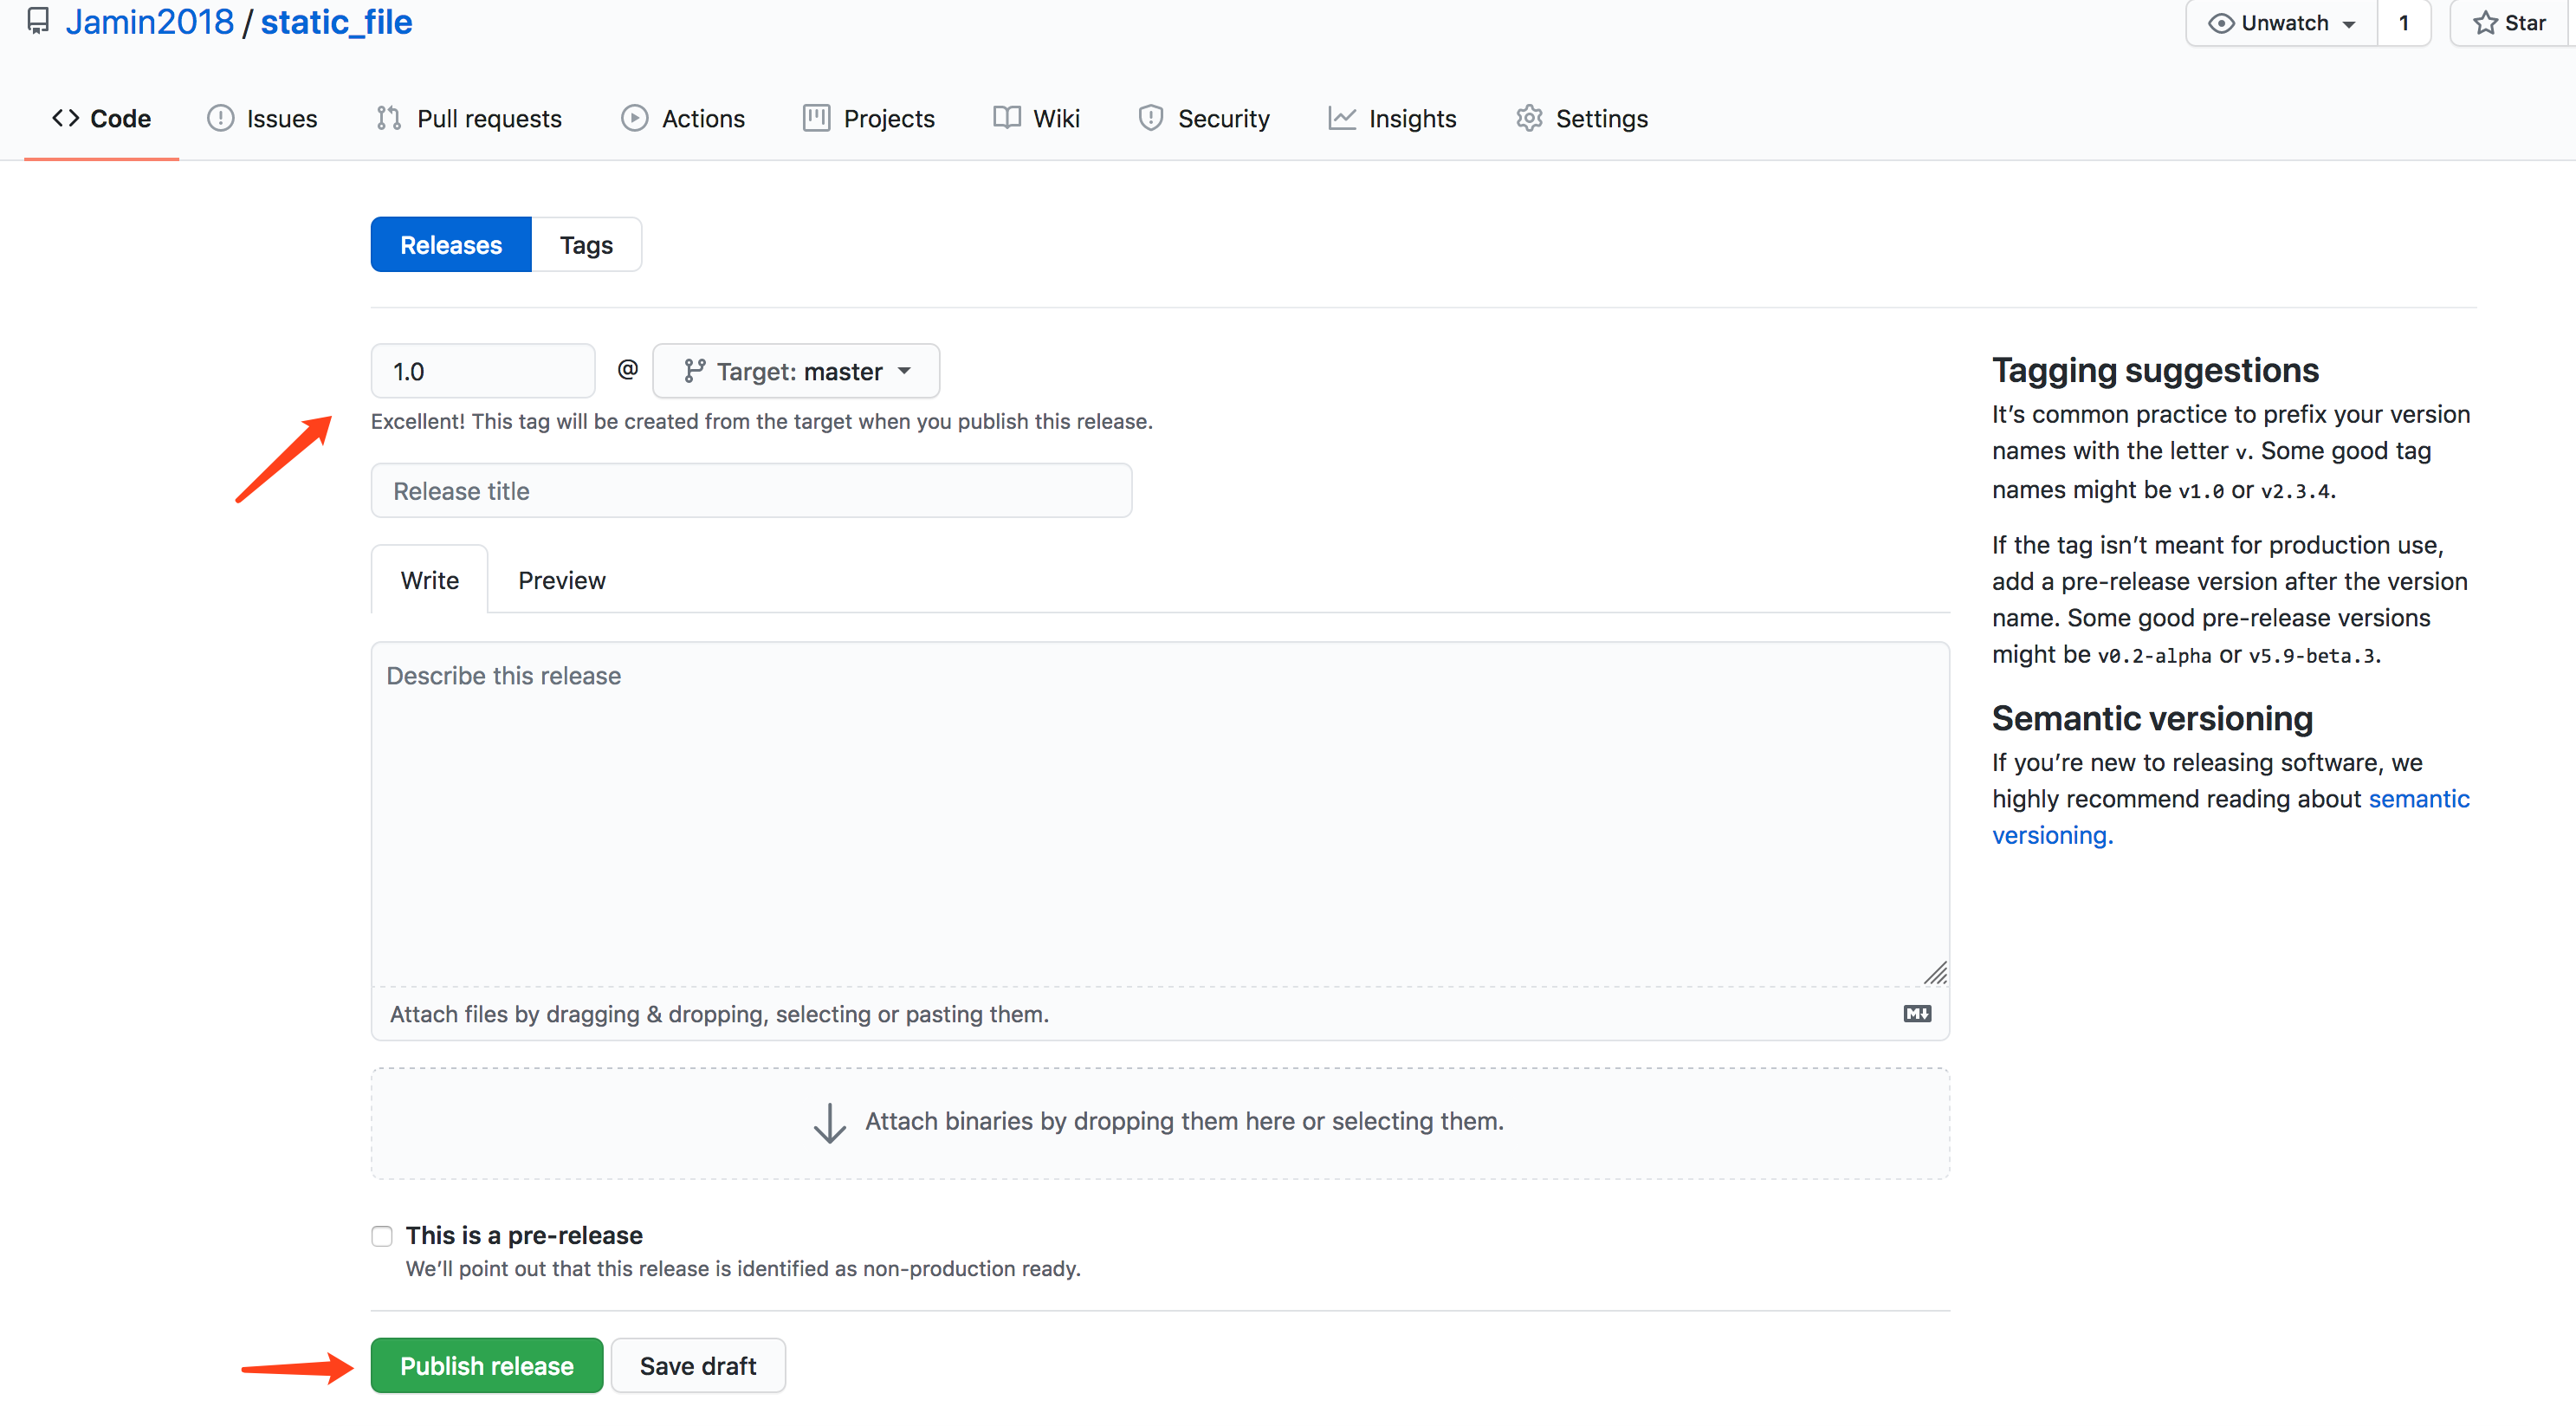 Jamin2018 / static_file
Unwatch 1 Star
Code Issues Pull requests Actions Projects Wiki Security Insights Settings
Releases Tags
1.0 @ Target: master
Excellent! This tag will be created from the target when you publish this release.
Release title
Write Preview
Describe this release
Attach files by dragging & dropping, selecting or pasting them.
M
Attach binaries by dropping them here or selecting them.
This is a pre-release
We’ll point out that this release is identified as non-production ready.
Publish release Save draft
Tagging suggestions
It’s common practice to prefix your version
names with the letter v. Some good tag
names might be v1.0 or v2.3.4.
If the tag isn’t meant for production use,
add a pre-release version after the version
name. Some good pre-release versions
might be v0.2-alpha or v5.9-beta.3.
Semantic versioning
If you’re new to releasing software, we
highly recommend reading about semantic
versioning.